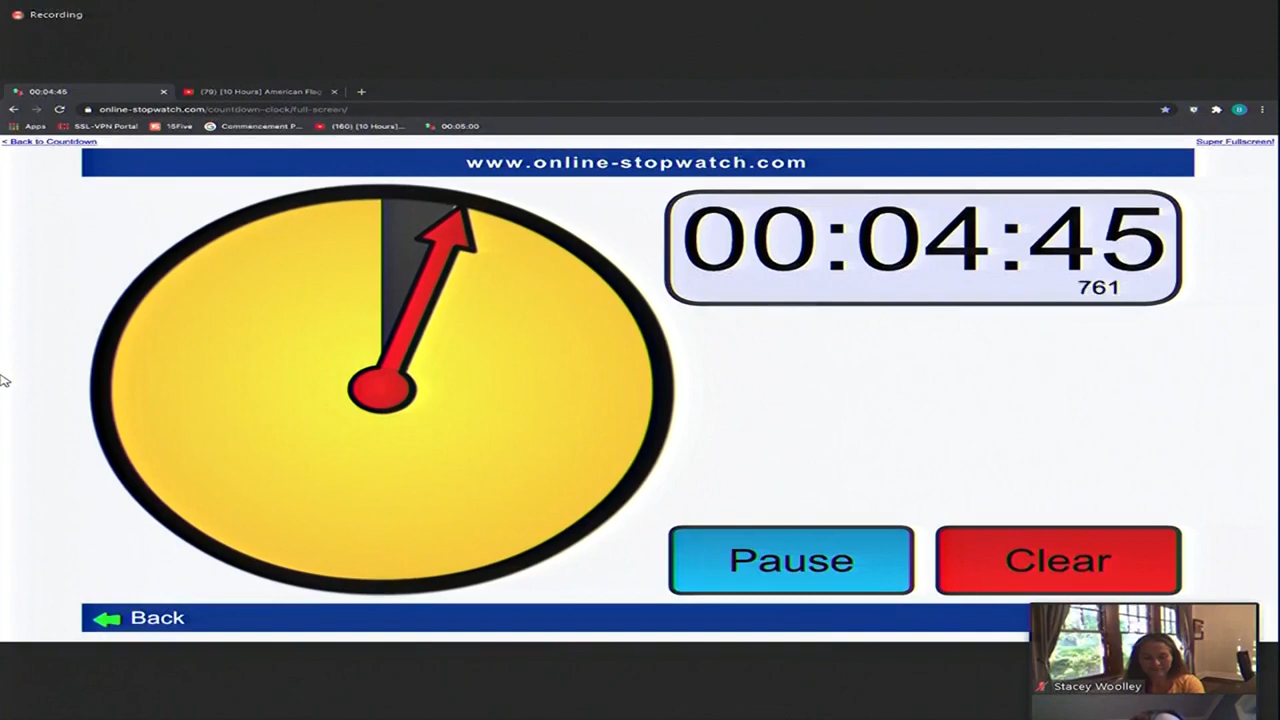 Recording
00:04:45
(79) [10 Hours] American Flag
online-stopwatch.com/countdown-clock/full-screen/
Apps
SSL-VPN Portal
15Five
Commencement P...
(160) [10 Hours]...
00:05:00
< Back to Countdown
Super Fullscreen!
www.online-stopwatch.com
00:04:45
761
Pause
Clear
Back
Stacey Woolley